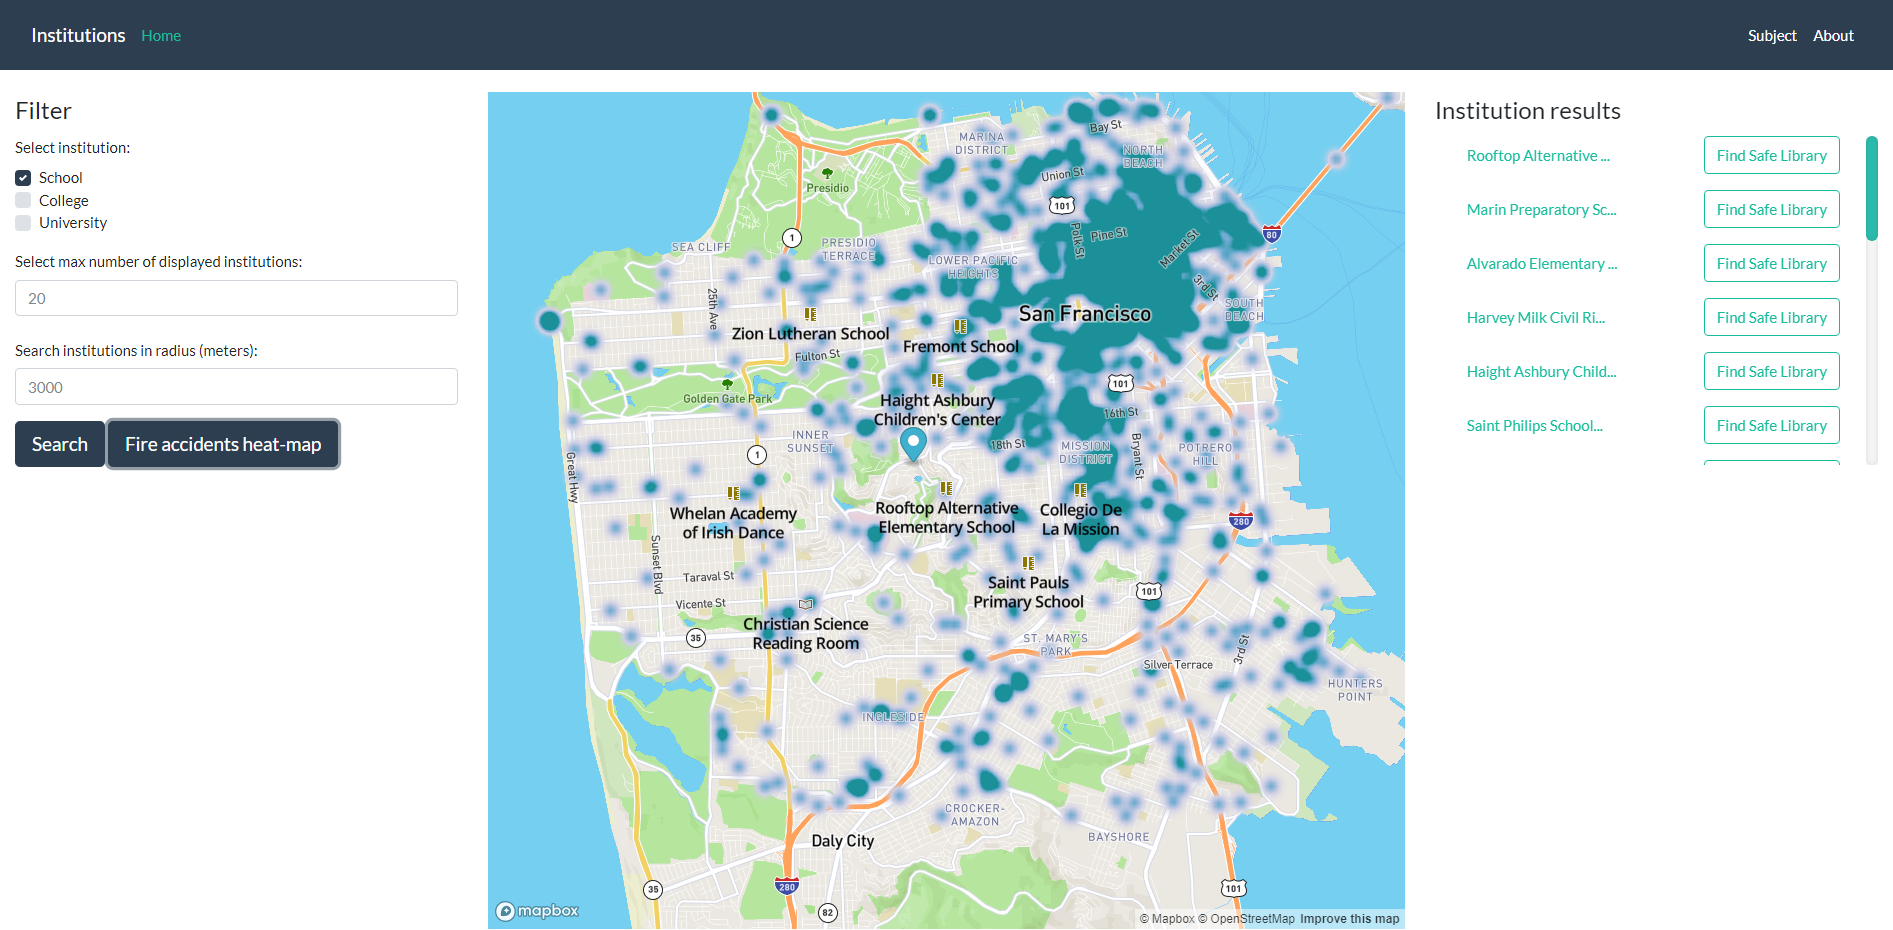 Institutions
Home
Subject
About
Filter
Select institution:
School
College
University
Select max number of displayed institutions:
20
Search institutions in radius (meters):
3000
Search
Fire accidents heat-map
Bay St
MARINA
DISTRICT
NORTH
BEACH
Union St
Presidio
101
Polk St
Pine St
Market St
80
1
SEA CLIFF
PRESIDIO
TERRACE
LOWER PACIFIC
HEIGHTS
3rd St
25th Ave
SOUTH
BEACH
San Francisco
Zion Lutheran School
Fremont School
Fulton St
101
Golden Gate Park
Haight Ashbury
Children's Center
16th St
INNER
SUNSET
18th St
MISSION
DISTRICT
Bryant St
POTRERO
HILL
1
Great Hwy
Whelan Academy
of Irish Dance
Rooftop Alternative
Elementary School
Collegio De
La Mission
280
Sunset Blvd
Taraval St
Saint Pauls
Primary School
101
Vicente St
Christian Science
Reading Room
35
ST. MARY'S
PARK
3rd St
Silver Terrace
HUNTERS
POINT
INGLESIDE
CROCKER-
AMAZON
BAYSHORE
Daly City
280
35
101
82
mapbox
© Mapbox © OpenStreetMap Improve this map
Institution results
Rooftop Alternative ...
Find Safe Library
Marin Preparatory Sc...
Find Safe Library
Alvarado Elementary ...
Find Safe Library
Harvey Milk Civil Ri...
Find Safe Library
Haight Ashbury Child...
Find Safe Library
Saint Philips School...
Find Safe Library